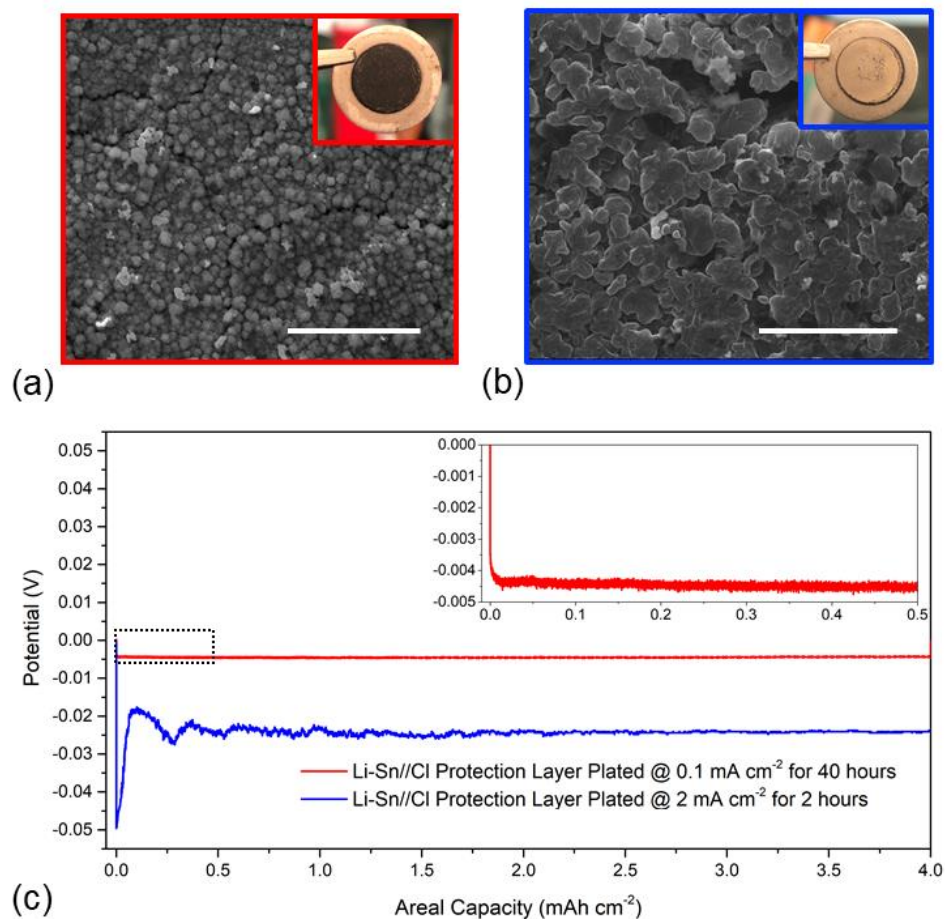 (a)
(b)
0.05
0.04
0.03
0.02
0.01
0.00
-0.01
-0.02
-0.03
-0.04
-0.05
Potential (V)
0.000
-0.001
-0.002
-0.003
-0.004
-0.005
0.0 0.1 0.2 0.3 0.4 0.5
Li-Sn//Cl Protection Layer Plated @ 0.1 mA cm⁻² for 40 hours
Li-Sn//Cl Protection Layer Plated @ 2 mA cm⁻² for 2 hours
0.0 0.5 1.0 1.5 2.0 2.5 3.0 3.5 4.0
Areal Capacity (mAh cm⁻²)
(c)